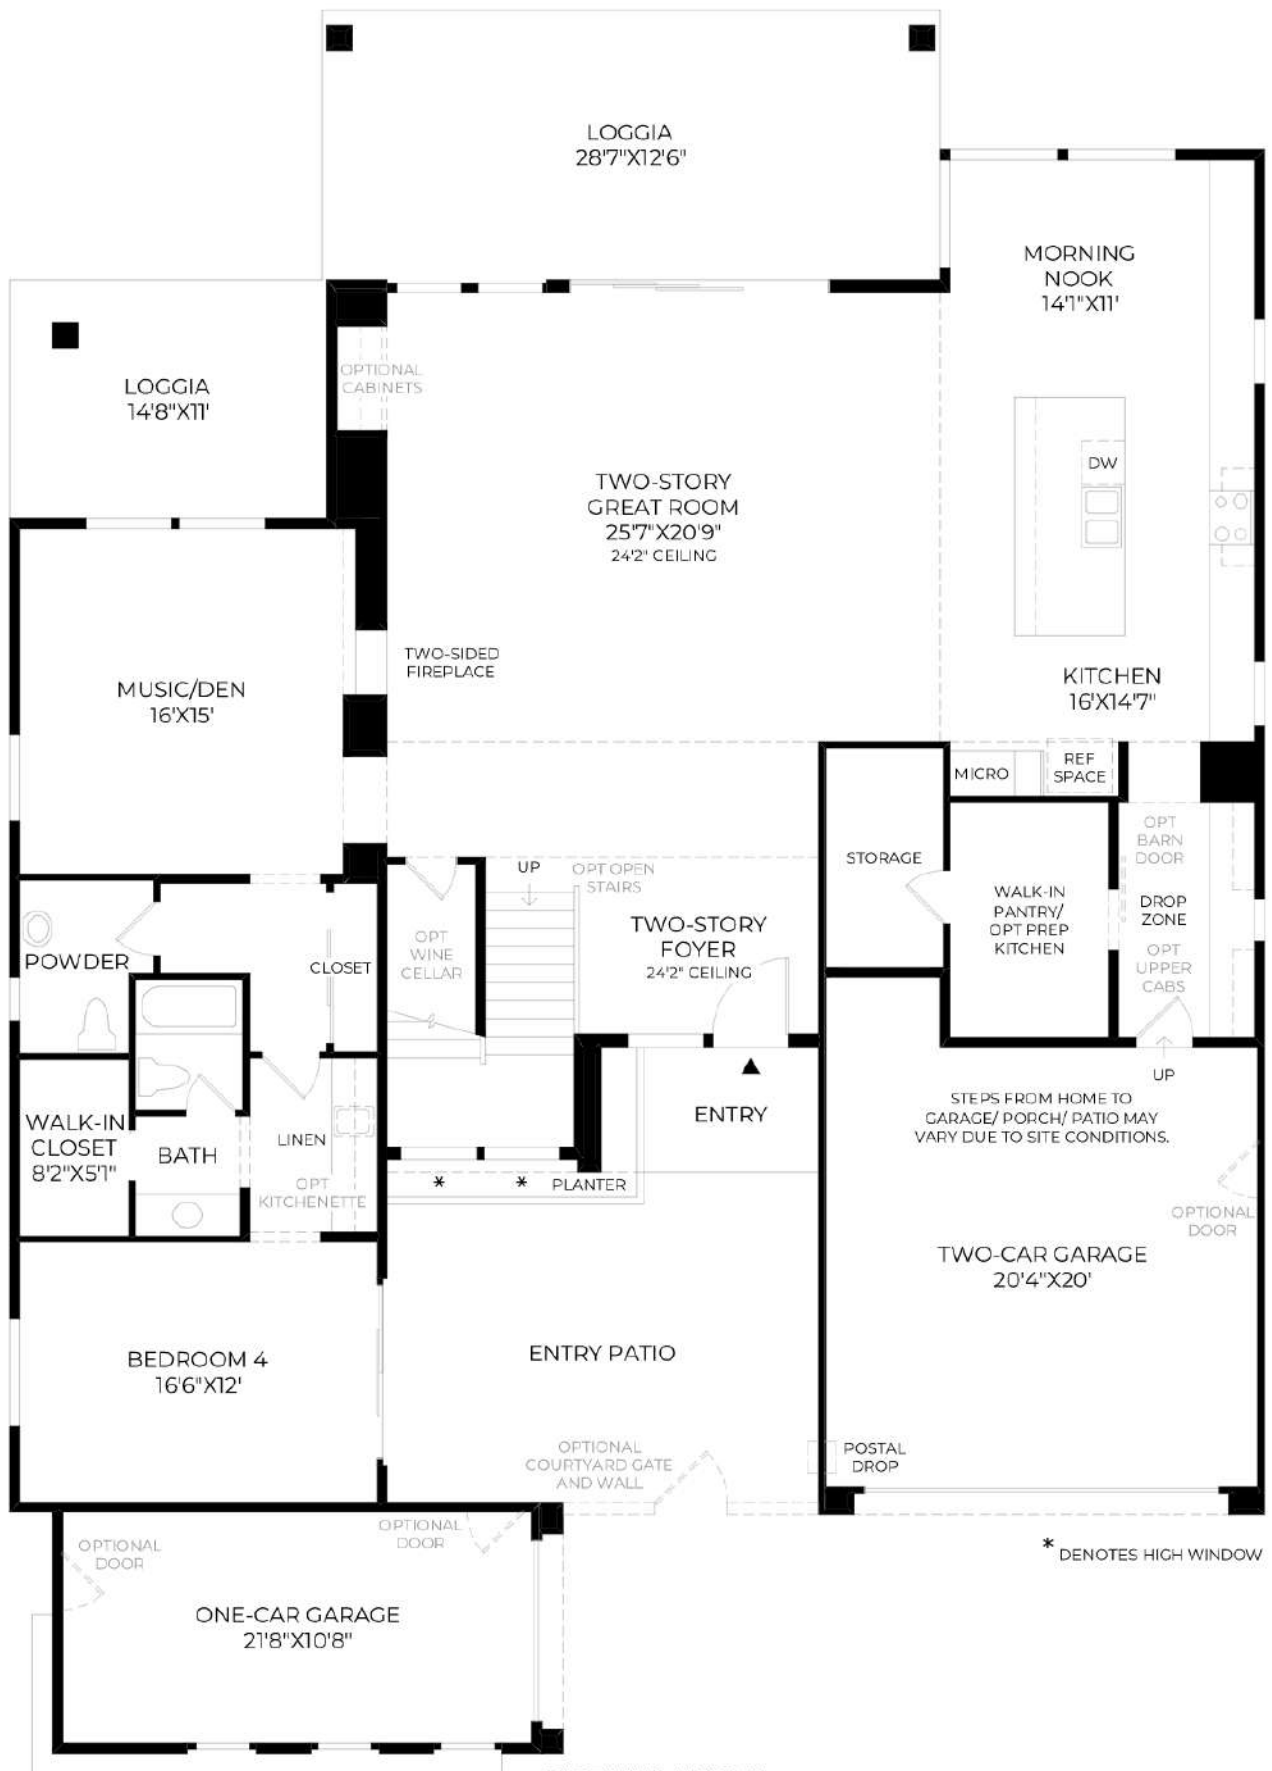 LOGGIA
28'7"X12'6"
MORNING
NOOK
14'1"X11'
OPTIONAL
CABINETS
LOGGIA
14'8"X11'
DW
TWO-STORY
GREAT ROOM
25'7"X20'9"
24'2" CEILING
TWO-SIDED
FIREPLACE
MUSIC/DEN
16'X15'
KITCHEN
16'X14'7"
MICRO
REF
SPACE
STORAGE
OPT
BARN
DOOR
UP
OPT OPEN
STAIRS
WALK-IN
PANTRY/
OPT PREP
KITCHEN
DROP
ZONE
TWO-STORY
FOYER
24'2" CEILING
OPT
WINE
CELLAR
OPT
UPPER
CABS
POWDER
CLOSET
UP
STEPS FROM HOME TO
GARAGE/ PORCH/ PATIO MAY
VARY DUE TO SITE CONDITIONS.
ENTRY
WALK-IN
CLOSET
8'2"X5'1"
BATH
LINEN
OPT
KITCHENETTE
* * PLANTER
OPTIONAL
DOOR
TWO-CAR GARAGE
20'4"X20'
BEDROOM 4
16'6"X12'
ENTRY PATIO
OPTIONAL
COURTYARD GATE
AND WALL
POSTAL
DROP
OPTIONAL
DOOR
OPTIONAL
DOOR
* DENOTES HIGH WINDOW
ONE-CAR GARAGE
21'8"X10'8"